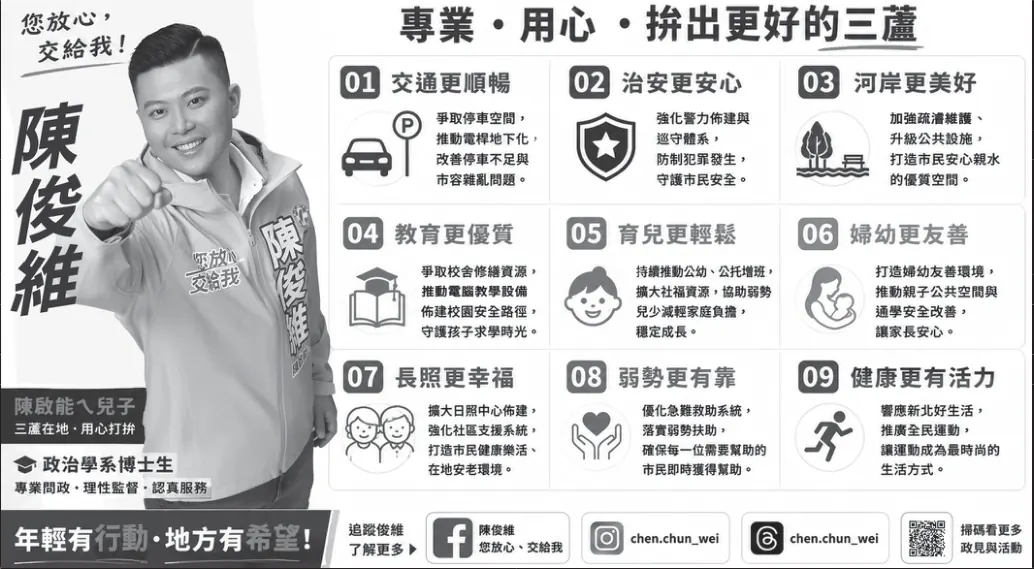 您放心，
交給我！
陳俊維
您放心
交給我
陳俊維
陳啟能ㄟ兒子
三蘆在地·用心打拚
政治學系博士生
專業問政·理性監督·認真服務
年輕有行動·地方有希望！
專業·用心·拚出更好的三蘆
01 交通更順暢
爭取停車空間，
推動電桿地下化，
改善停車不足與
市容雜亂問題。
02 治安更安心
強化警力佈建與
巡守體系，
防制犯罪發生，
守護市民安全。
03 河岸更美好
加強疏濬維護、
升級公共設施，
打造市民安心親水
的優質空間。
04 教育更優質
爭取校舍修繕資源，
推動電腦教學設備
佈建校園安全路徑，
守護孩子求學時光。
05 育兒更輕鬆
持續推動公幼、公托增班，
擴大社福資源，協助弱勢
兒少減輕家庭負擔，
穩定成長。
06 婦幼更友善
打造婦幼友善環境，
推動親子公共空間與
通學安全改善，
讓家長安心。
07 長照更幸福
擴大日照中心佈建，
強化社區支援系統，
打造市民健康樂活、
在地安老環境。
08 弱勢更有靠
優化急難救助系統，
落實弱勢扶助，
確保每一位需要幫助的
市民即時獲得幫助。
09 健康更有活力
響應新北好生活，
推廣全民運動，
讓運動成為最時尚的
生活方式。
追蹤俊維
了解更多
陳俊維
您放心、交給我
chen.chun_wei
chen.chun_wei
掃碼看更多
政見與活動